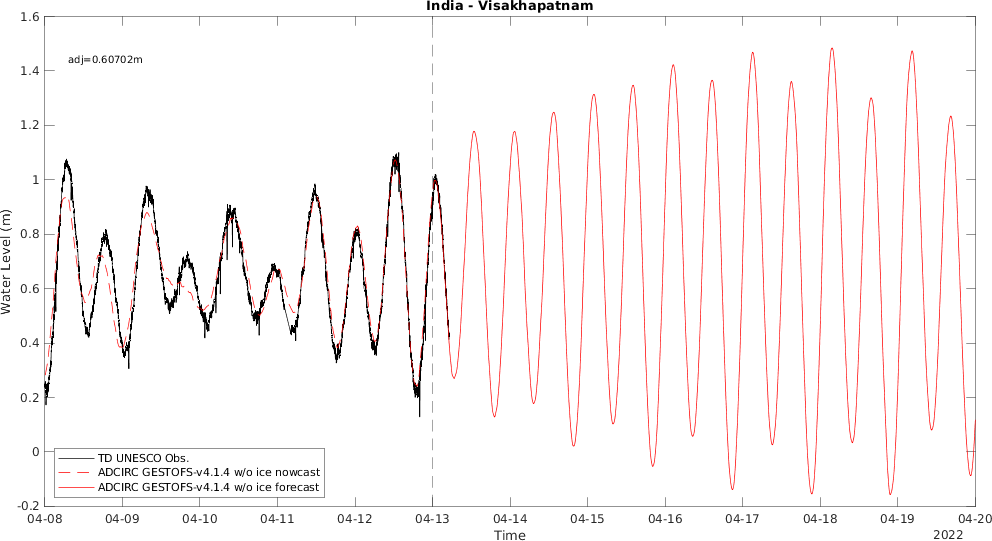 India - Visakhapatnam
adj=0.60702m
1.6
1.4
1.2
1
0.8
0.6
0.4
0.2
0
-0.2
Water Level (m)
TD UNESCO Obs.
ADCIRC GESTOFS-v4.1.4 w/o ice nowcast
ADCIRC GESTOFS-v4.1.4 w/o ice forecast
04-08 04-09 04-10 04-11 04-12 04-13 04-14 04-15 04-16 04-17 04-18 04-19 04-20
Time
2022